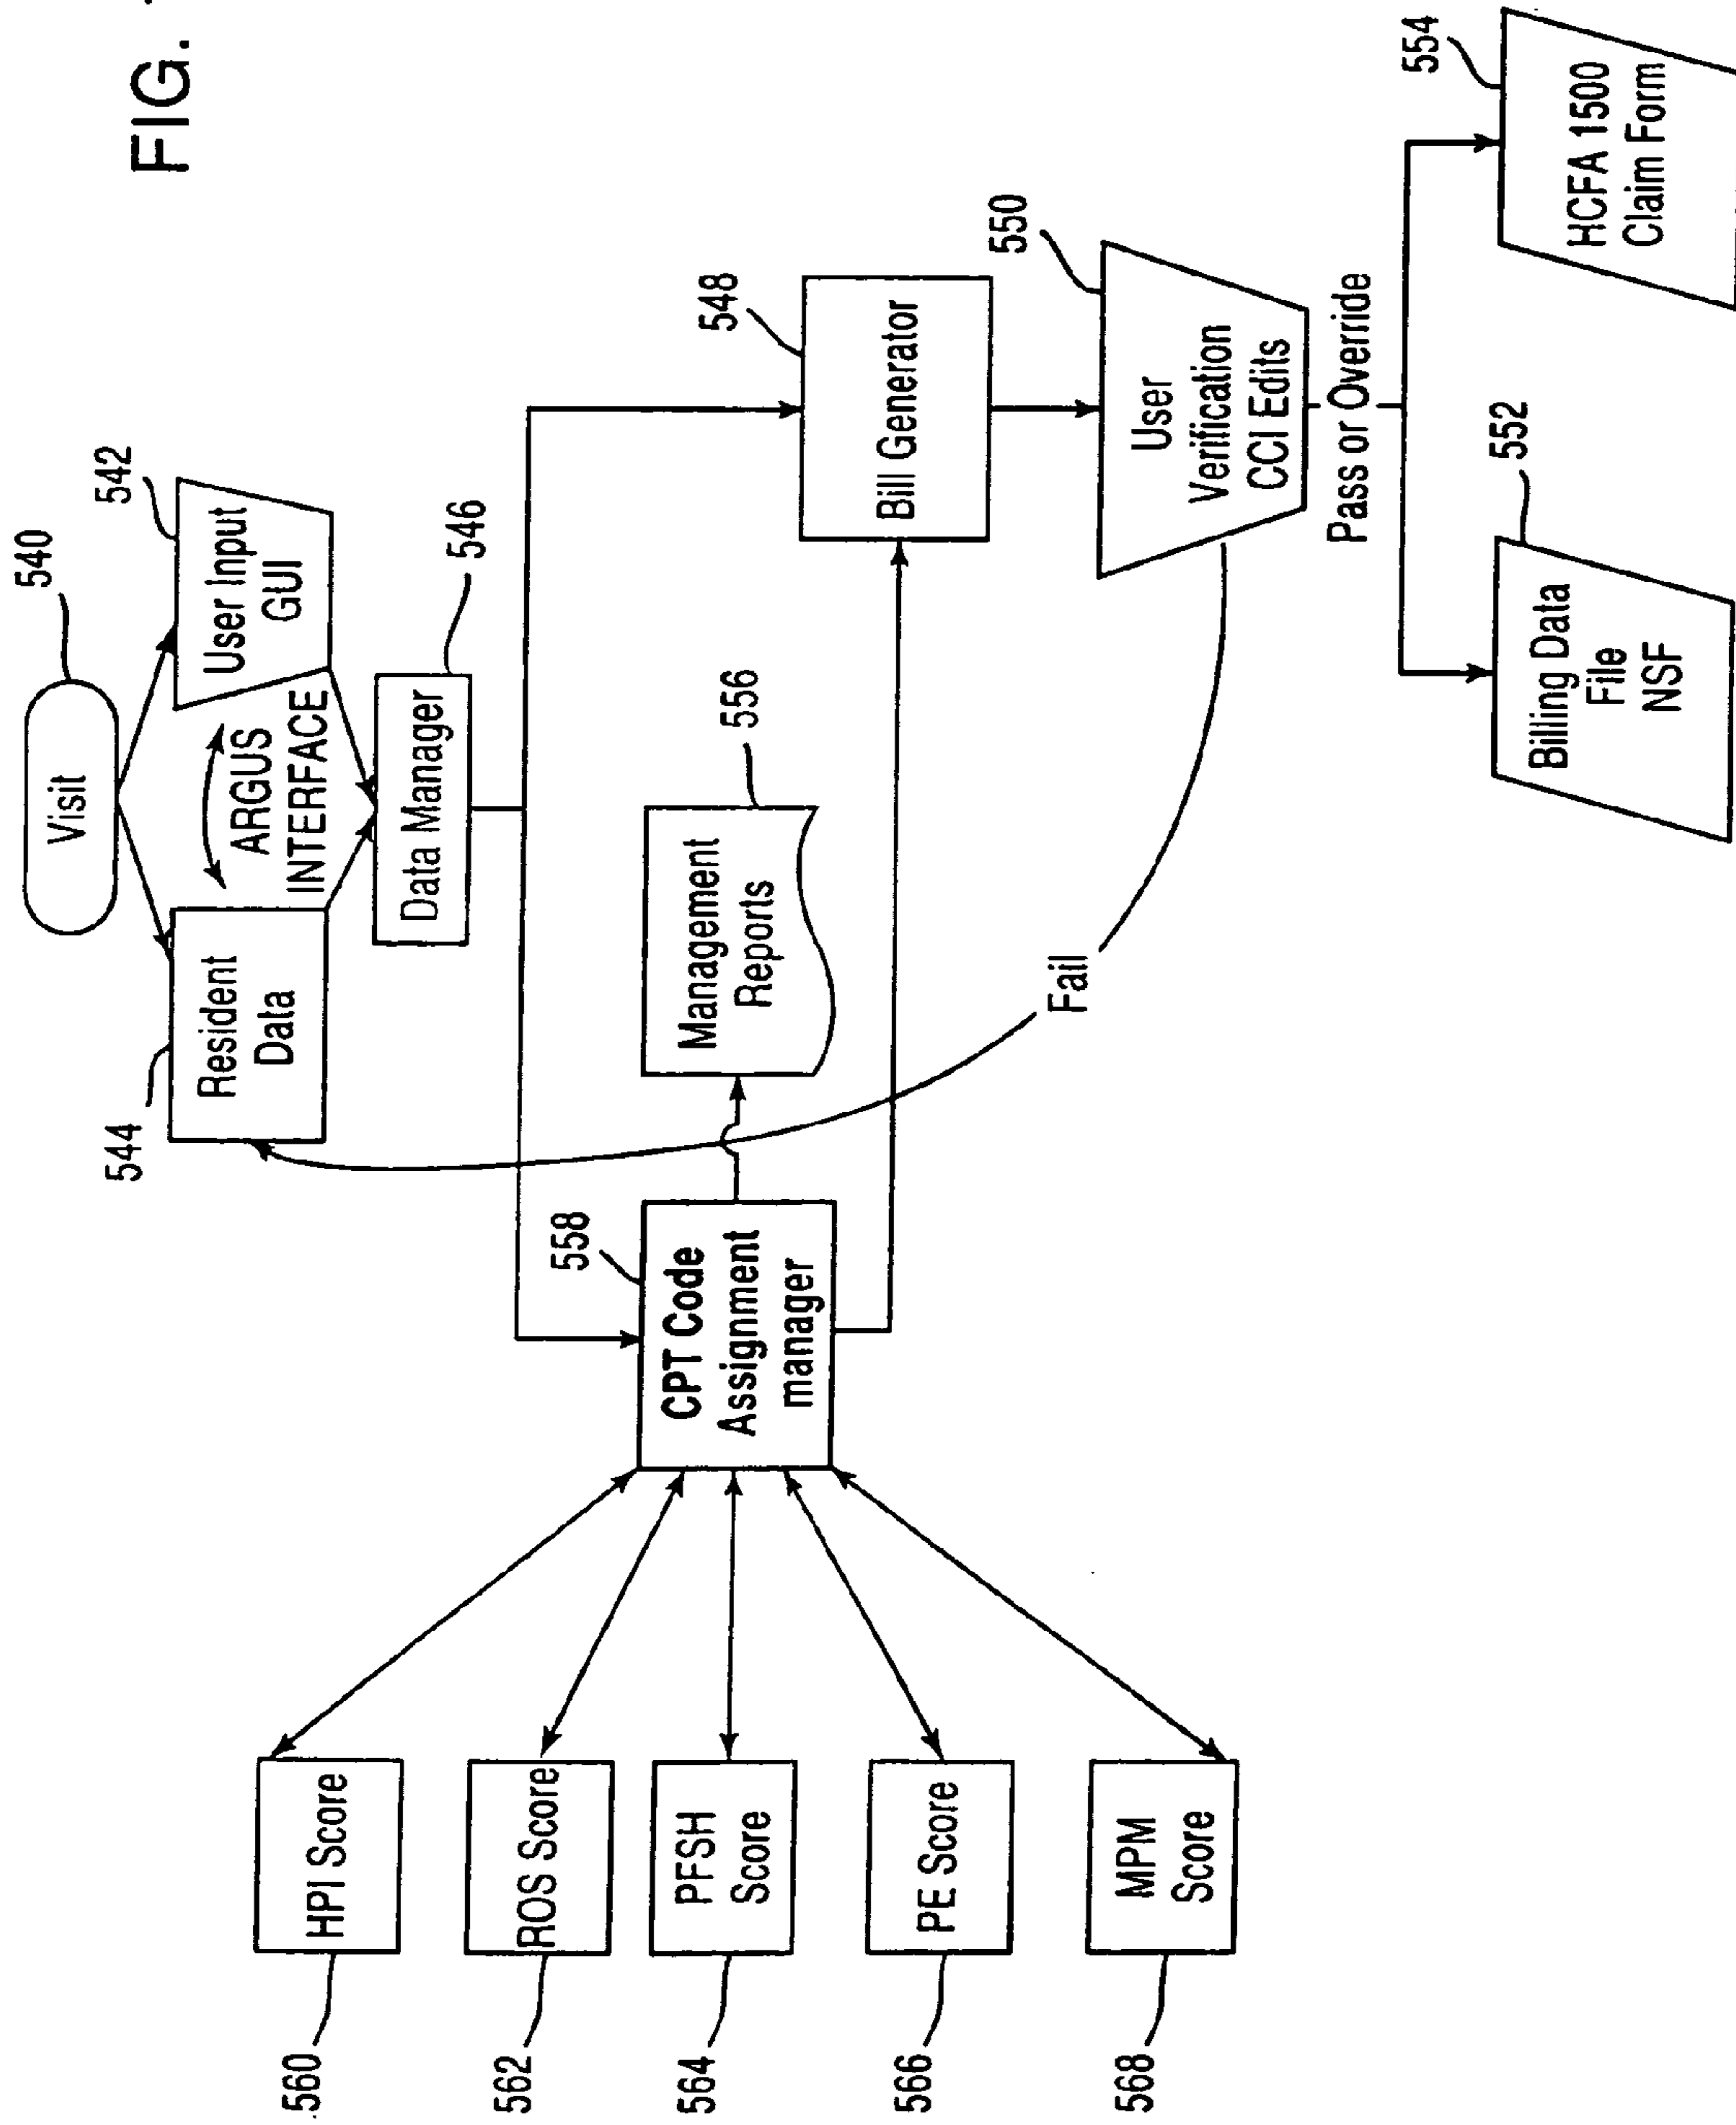 FIG.
540
Visit
542
User Input
GUI
544
Resident
Data
ARGUS
INTERFACE
546
Data Manager
548
Bill Generator
556
Management
Reports
558
CPT Code
Assignment
manager
560
HPI Score
562
ROS Score
564
PFSH
Score
566
PE Score
568
MPM
Score
550
User
Verification
CCI Edits
Fail
Pass or Override
552
Billing Data
File
NSF
554
HCFA 1500
Claim Form